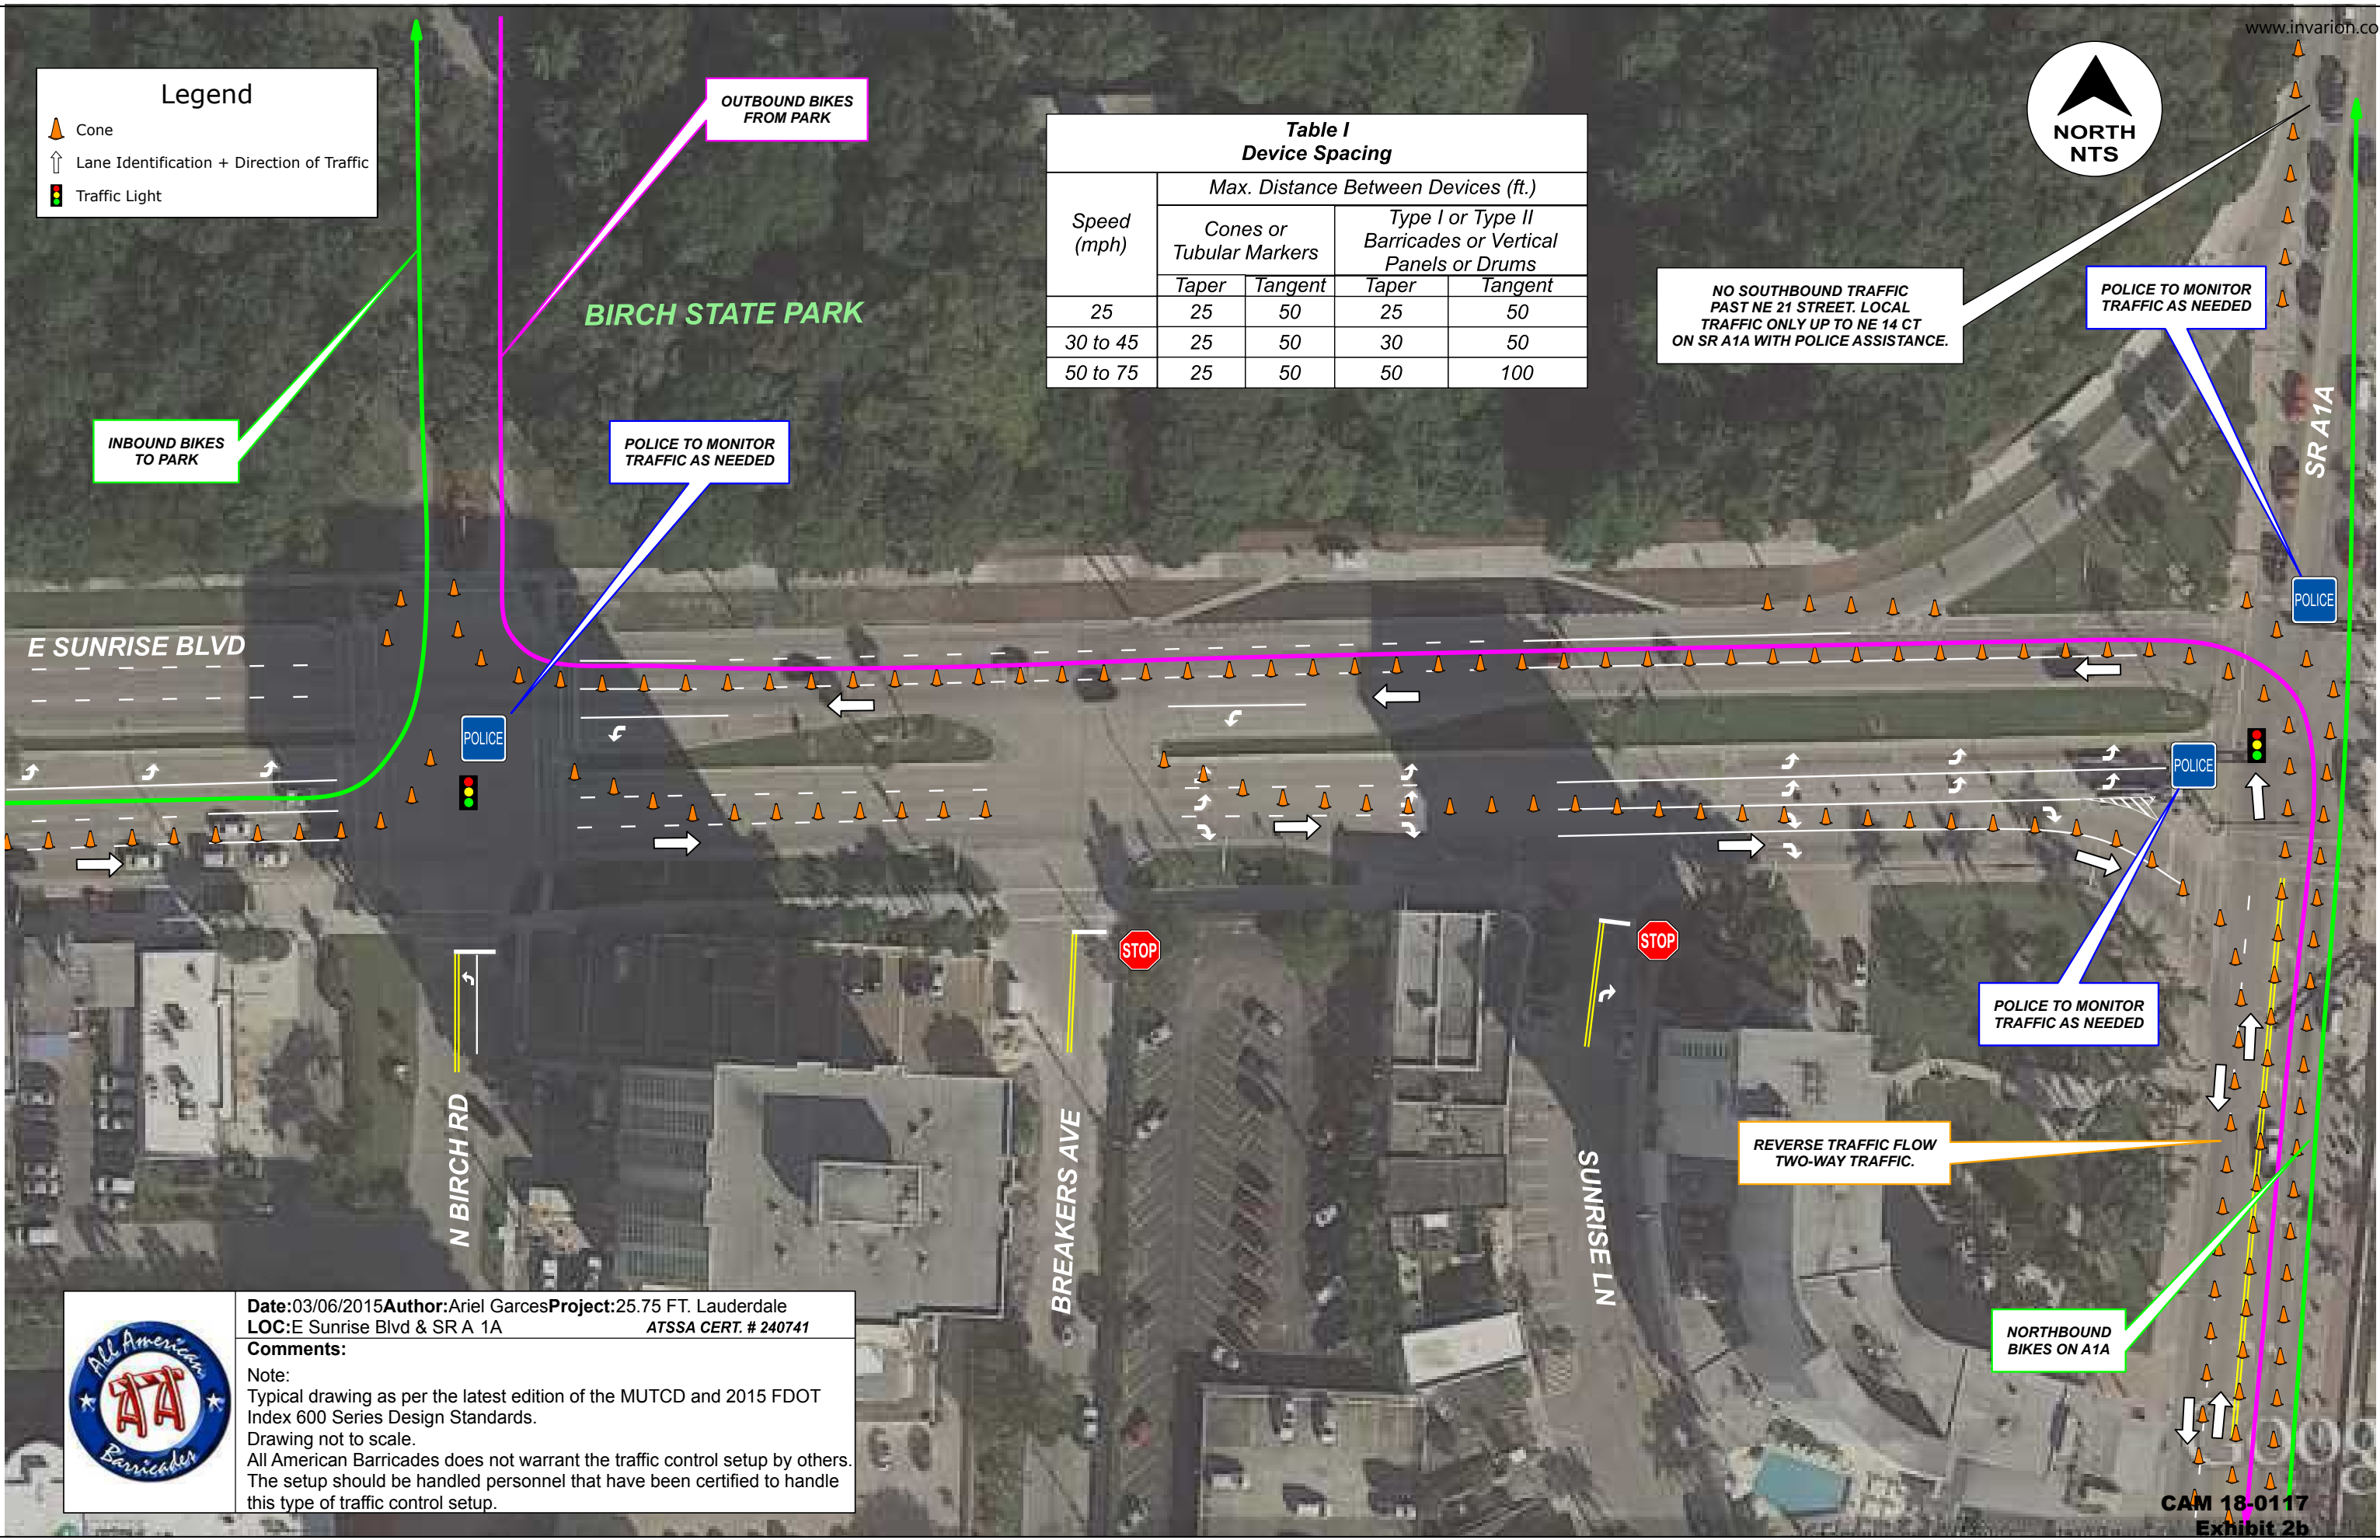 www.invarion.co
Legend
Cone
Lane Identification + Direction of Traffic
Traffic Light
OUTBOUND BIKES
FROM PARK
Table I
Device Spacing
Speed
(mph)
Max. Distance Between Devices (ft.)
Cones or
Tubular Markers
Type I or Type II
Barricades or Vertical
Panels or Drums
Taper Tangent Taper Tangent
25 25 50 25 50
30 to 45 25 50 30 50
50 to 75 25 50 50 100
NORTH
NTS
NO SOUTHBOUND TRAFFIC
PAST NE 21 STREET. LOCAL
TRAFFIC ONLY UP TO NE 14 CT
ON SR A1A WITH POLICE ASSISTANCE.
POLICE TO MONITOR
TRAFFIC AS NEEDED
BIRCH STATE PARK
INBOUND BIKES
TO PARK
POLICE TO MONITOR
TRAFFIC AS NEEDED
SR A1A
POLICE
E SUNRISE BLVD
POLICE
POLICE
STOP
STOP
POLICE TO MONITOR
TRAFFIC AS NEEDED
REVERSE TRAFFIC FLOW
TWO-WAY TRAFFIC.
N BIRCH RD
BREAKERS AVE
SUNRISE LN
NORTHBOUND
BIKES ON A1A
All American
Barricades
Date:03/06/2015Author:Ariel GarcesProject:25.75 FT. Lauderdale
LOC:E Sunrise Blvd & SR A 1A ATSSA CERT. # 240741
Comments:
Note:
Typical drawing as per the latest edition of the MUTCD and 2015 FDOT
Index 600 Series Design Standards.
Drawing not to scale.
All American Barricades does not warrant the traffic control setup by others.
The setup should be handled personnel that have been certified to handle
this type of traffic control setup.
CAM 18-0117
Exhibit 2b